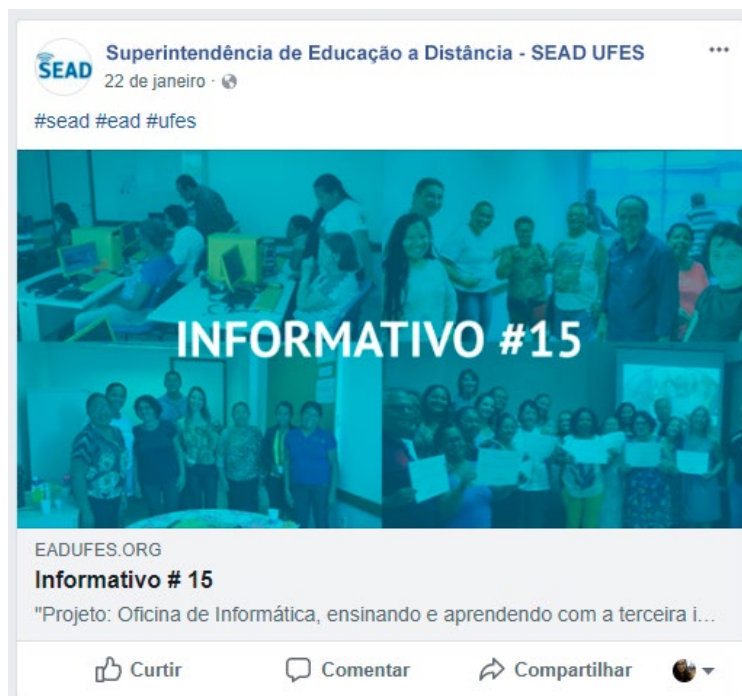 SEAD
Superintendência de Educação a Distância - SEAD UFES
22 de janeiro ·
#sead #ead #ufes
INFORMATIVO #15
EADUFES.ORG
Informativo # 15
"Projeto: Oficina de Informática, ensinando e aprendendo com a terceira i...
Curtir Comentar Compartilhar